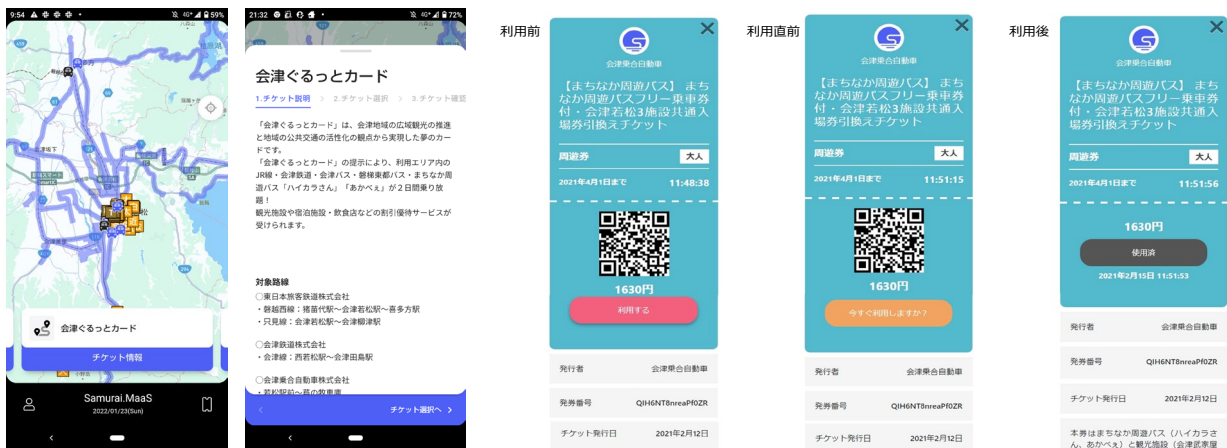 9:54
59%
会津ぐるっとカード
チケット情報
Samurai.MaaS
2022/01/23(Sun)
21:32
72%
会津ぐるっとカード
1.チケット説明 > 2.チケット選択 > 3.チケット確認
「会津ぐるっとカード」は、会津地域の広域観光の推進
と地域の公共交通の活性化の観点から実現した夢のカー
ドです。
「会津ぐるっとカード」の提示により、利用エリア内の
JR線・会津鉄道・会津バス・磐梯東都バス・まちなか周
遊バス「ハイカラさん」「あかべぇ」が２日間乗り放
題！
観光施設や宿泊施設・飲食店などの割引優待サービスが
受けられます。
対象路線
○東日本旅客鉄道株式会社
・磐越西線：猪苗代駅～会津若松駅～喜多方駅
・只見線：会津若松駅～会津柳津駅
○会津鉄道株式会社
・会津線：西若松駅～会津田島駅
○会津乗合自動車株式会社
チケット選択へ >
利用前
会津乗合自動車
【まちなか周遊バス】 まち
なか周遊バスフリー乗車券
付・会津若松3施設共通入
場券引換えチケット
周遊券 大人
2021年4月1日まで 11:48:38
1630円
利用する
発行者 会津乗合自動車
発券番号 QIH6NT8nreaPf0ZR
チケット発行日 2021年2月12日
利用直前
会津乗合自動車
【まちなか周遊バス】 まち
なか周遊バスフリー乗車券
付・会津若松3施設共通入
場券引換えチケット
周遊券 大人
2021年4月1日まで 11:51:15
1630円
今すぐ利用しますか？
発行者 会津乗合自動車
発券番号 QIH6NT8nreaPf0ZR
チケット発行日 2021年2月12日
利用後
会津乗合自動車
【まちなか周遊バス】 まち
なか周遊バスフリー乗車券
付・会津若松3施設共通入
場券引換えチケット
周遊券 大人
2021年4月1日まで 11:51:56
1630円
使用済
2021年2月15日 11:51:53
発行者 会津乗合自動車
発券番号 QIH6NT8nreaPf0ZR
チケット発行日 2021年2月12日
本券はまちなか周遊バス（ハイカラさ
ん、あかべぇ）と観光施設（会津武家屋